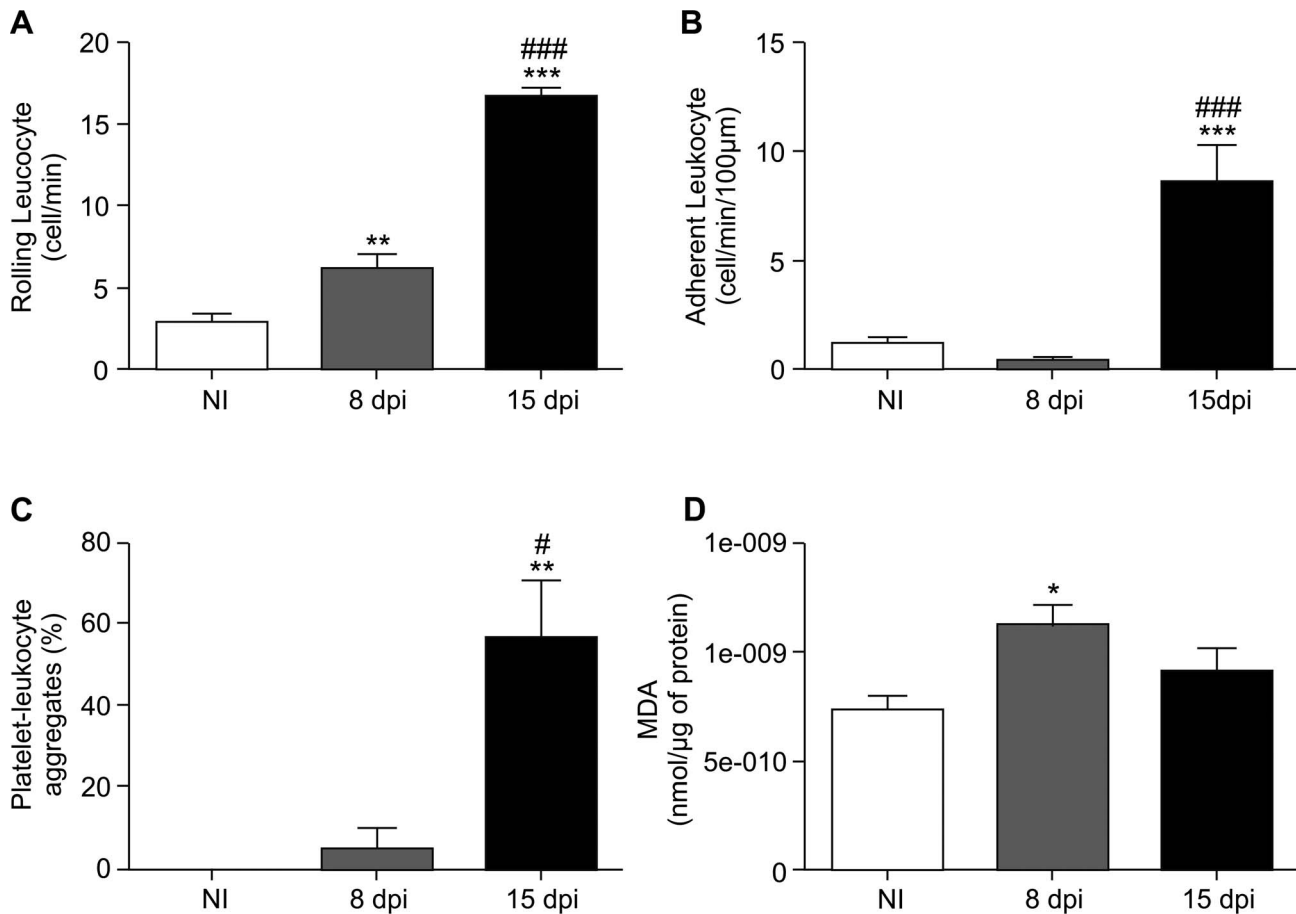 A
Rolling Leucocyte
(cell/min)
20
15
10
5
0
**
###
***
NI
8 dpi
15 dpi
B
Adherent Leukocyte
(cell/min/100µm)
15
10
5
0
###
***
NI
8 dpi
15dpi
C
Platelet-leukocyte
aggregates (%)
80
60
40
20
0
#
**
NI
8 dpi
15 dpi
D
MDA
(nmol/µg of protein)
1e-009
1e-009
5e-010
0
*
NI
8 dpi
15 dpi